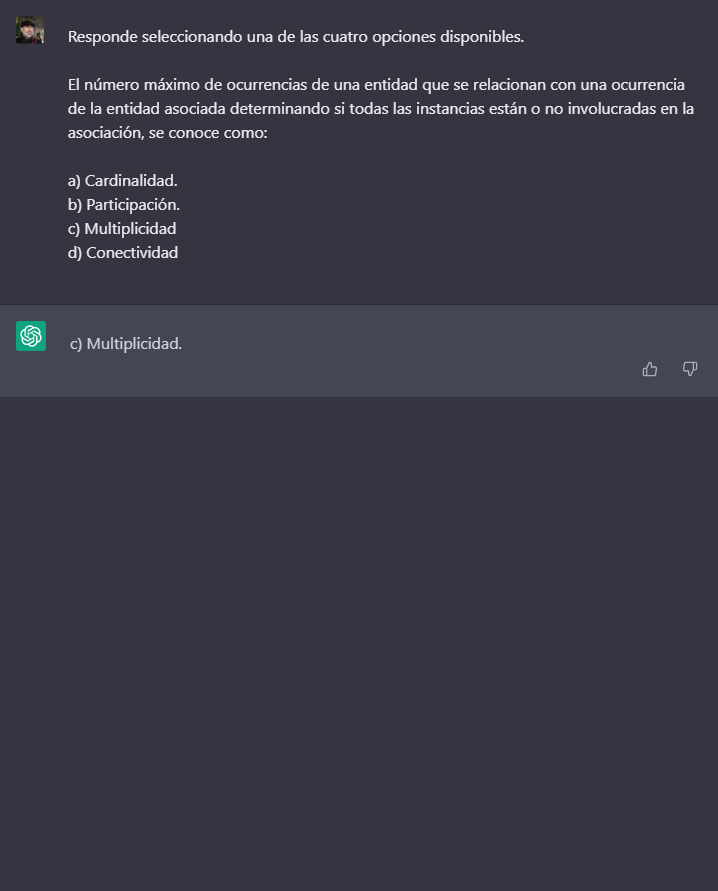 Responde seleccionando una de las cuatro opciones disponibles.
El número máximo de ocurrencias de una entidad que se relacionan con una ocurrencia
de la entidad asociada determinando si todas las instancias están o no involucradas en la
asociación, se conoce como:
a) Cardinalidad.
b) Participación.
c) Multiplicidad
d) Conectividad
c) Multiplicidad.